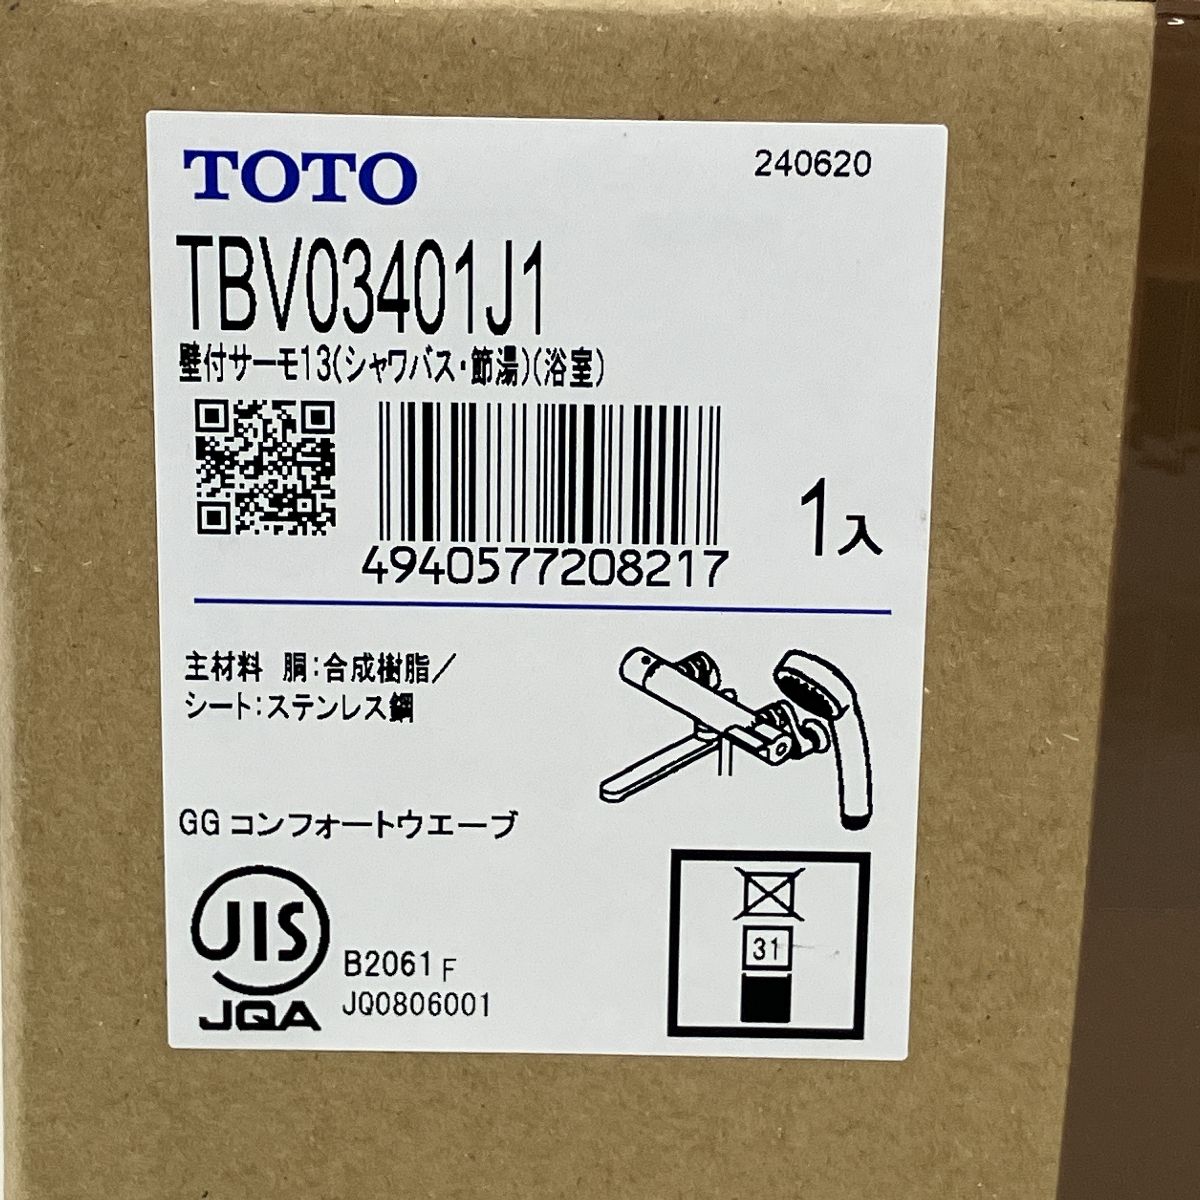 TOTO
240620
TBV03401J1
壁付サーモ13(シャワバス・節湯)(浴室)
4940577208217
1入
主材料 胴:合成樹脂/
シート:ステンレス鋼
GGコンフォートウエーブ
JIS
JQA
B2061 F
JQ0806001
31